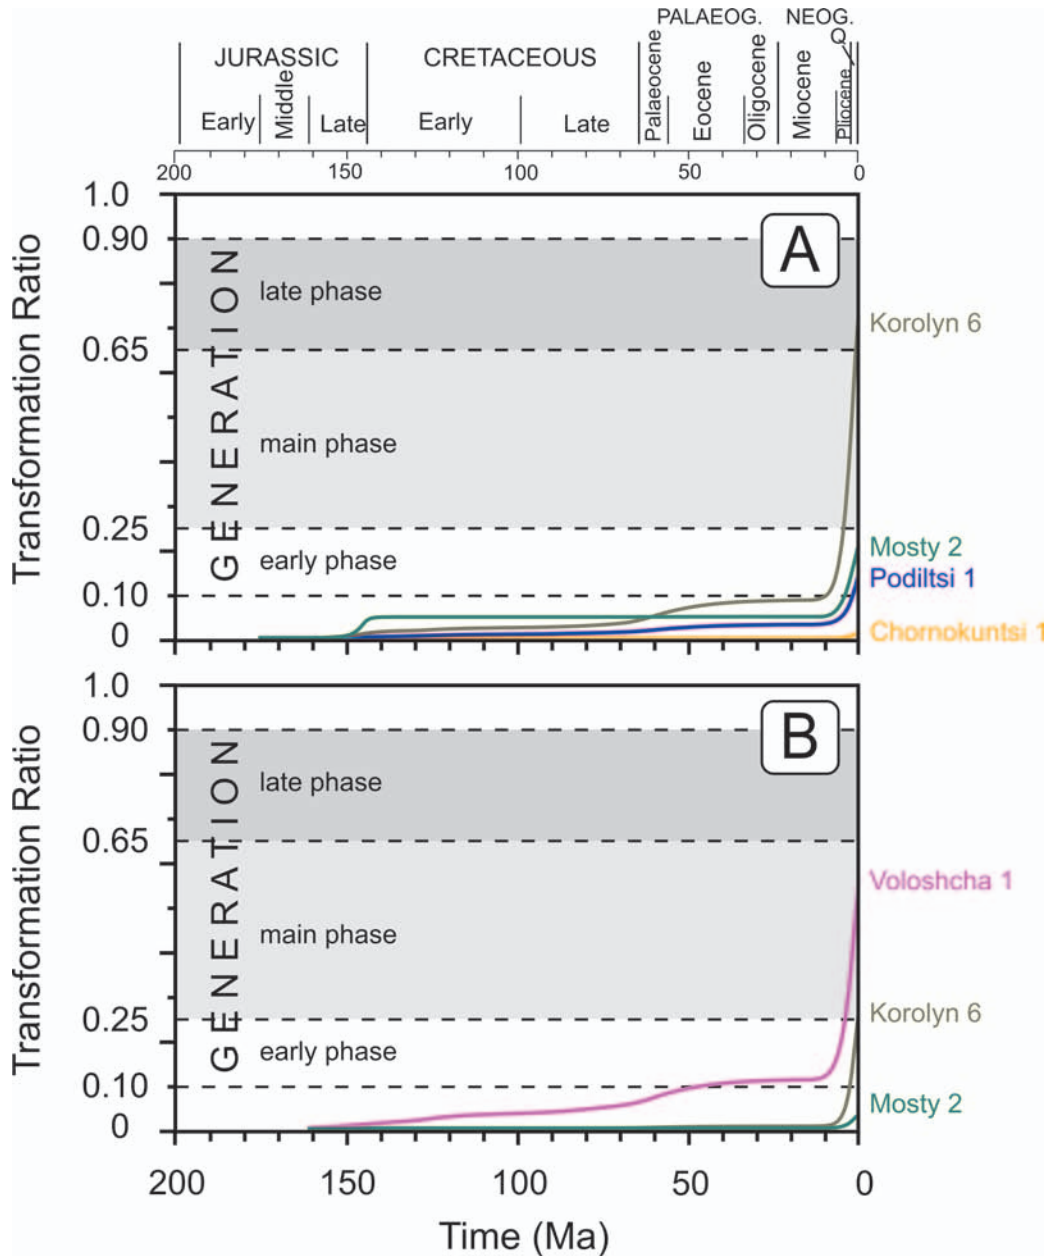 PALAEOG. NEOG.
JURASSIC CRETACEOUS Palaeocene Eocene Oligocene Miocene Pliocene Q
Early Middle Late Early Late
200 150 100 50 0
Transformation Ratio
1.0
0.90
0.65
0.25
0.10
0
GENERATION
late phase
main phase
early phase
A
Korolyn 6
Mosty 2
Podiltsi 1
Chornokuntsi 1
Transformation Ratio
1.0
0.90
0.65
0.25
0.10
0
GENERATION
late phase
main phase
early phase
B
Voloshcha 1
Korolyn 6
Mosty 2
200 150 100 50 0
Time (Ma)